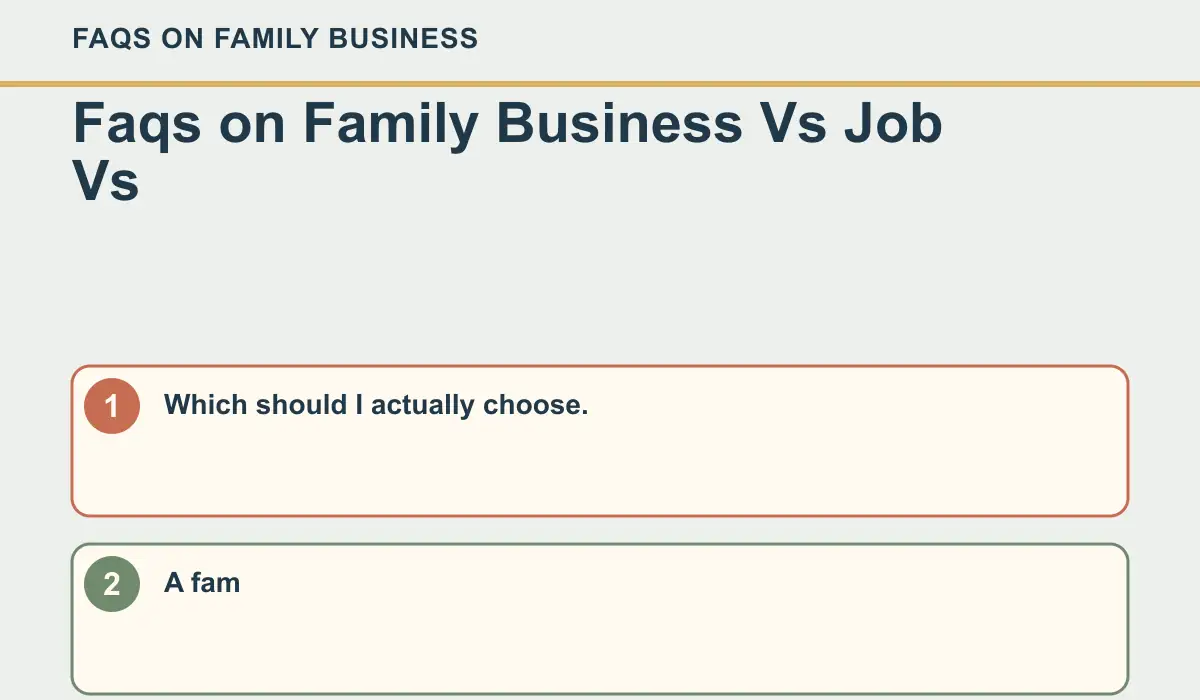 FAQS ON FAMILY BUSINESS
Faqs on Family Business Vs Job
Vs
1
Which should I actually choose.
2
A fam